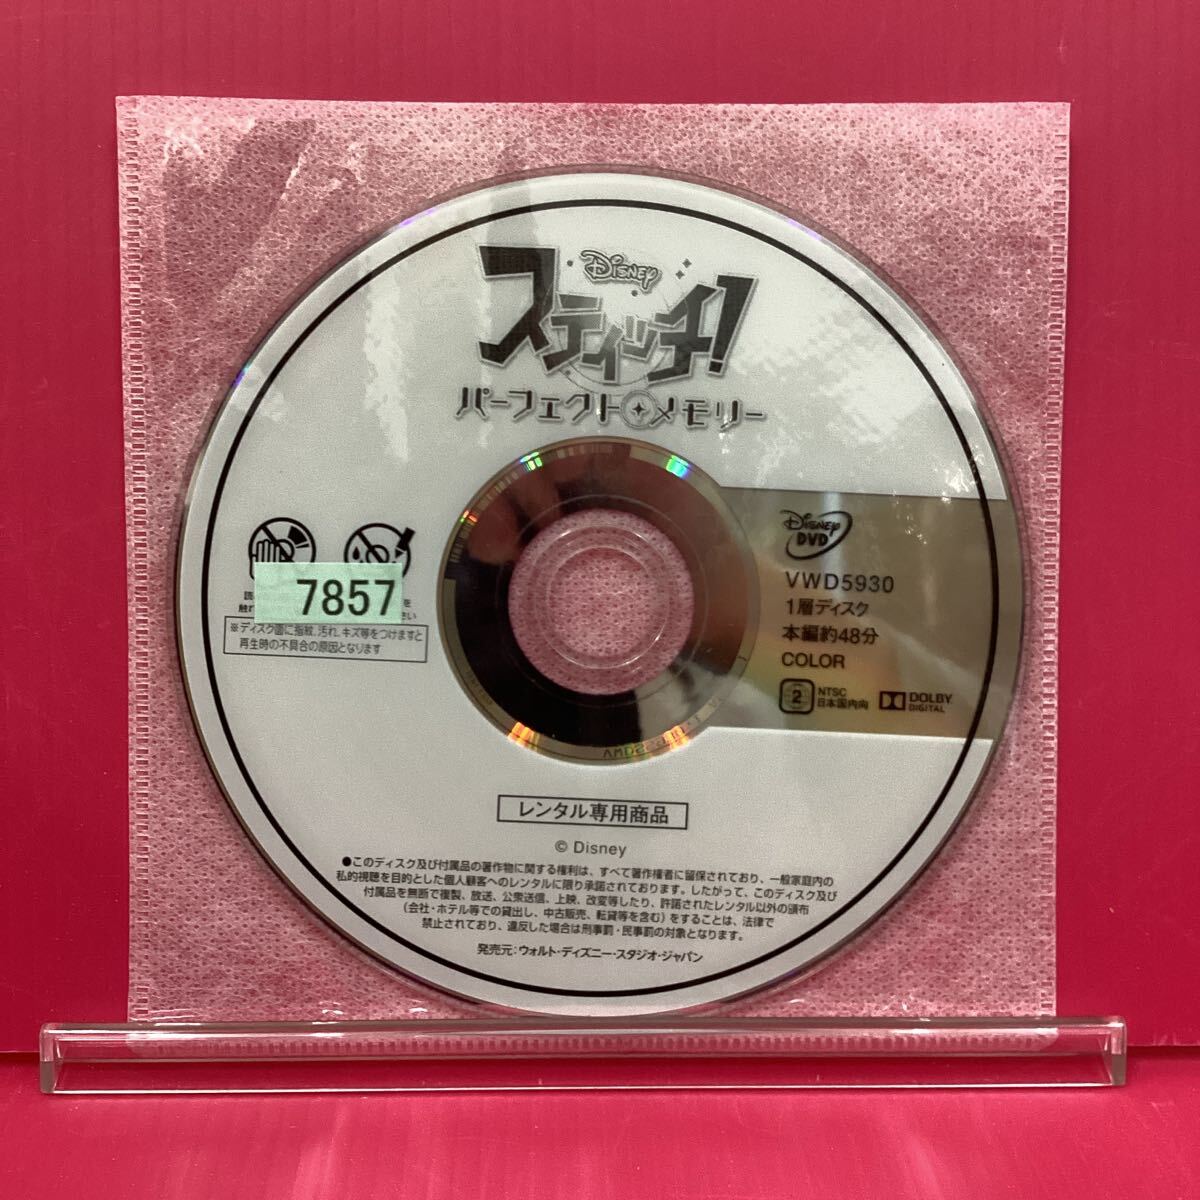 Disney
スティッチ!
パーフェクト・メモリー
7857
※ディスク面に指紋、汚れ、キズ等をつけますと
再生時の不具合の原因となります
Disney
DVD
VWD5930
1層ディスク
本編約48分
COLOR
2
NTSC
日本国内向
DOLBY
DIGITAL
レンタル専用商品
© Disney
●このディスク及び付属品の著作物に関する権利は、すべて著作権者に留保されており、一般家庭内の
私的視聴を目的とした個人顧客へのレンタルに限り承諾されております。したがって、このディスク及び
付属品を無断で複製、放送、公衆送信、上映、改変等したり、許諾されたレンタル以外の頒布
(会社・ホテル等での貸出し、中古販売、転貸等を含む)をすることは、法律で
禁止されており、違反した場合は刑事罰・民事罰の対象となります。
発売元:ウォルト・ディズニー・スタジオ・ジャパン